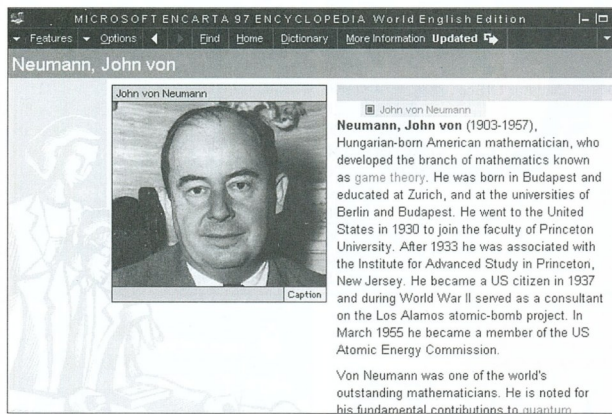 MICROSOFT ENCARTA 97 ENCYCLOPEDIA World English Edition
Features Options Find Home Dictionary More Information Updated
Neumann, John von
John von Neumann
Caption
John von Neumann
Neumann, John von (1903-1957),
Hungarian-born American mathematician, who
developed the branch of mathematics known
as game theory. He was born in Budapest and
educated at Zurich, and at the universities of
Berlin and Budapest. He went to the United
States in 1930 to join the faculty of Princeton
University. After 1933 he was associated with
the Institute for Advanced Study in Princeton,
New Jersey. He became a US citizen in 1937
and during World War II served as a consultant
on the Los Alamos atomic-bomb project. In
March 1955 he became a member of the US
Atomic Energy Commission.
Von Neumann was one of the world's
outstanding mathematicians. He is noted for
his fundamental contributions to quantum